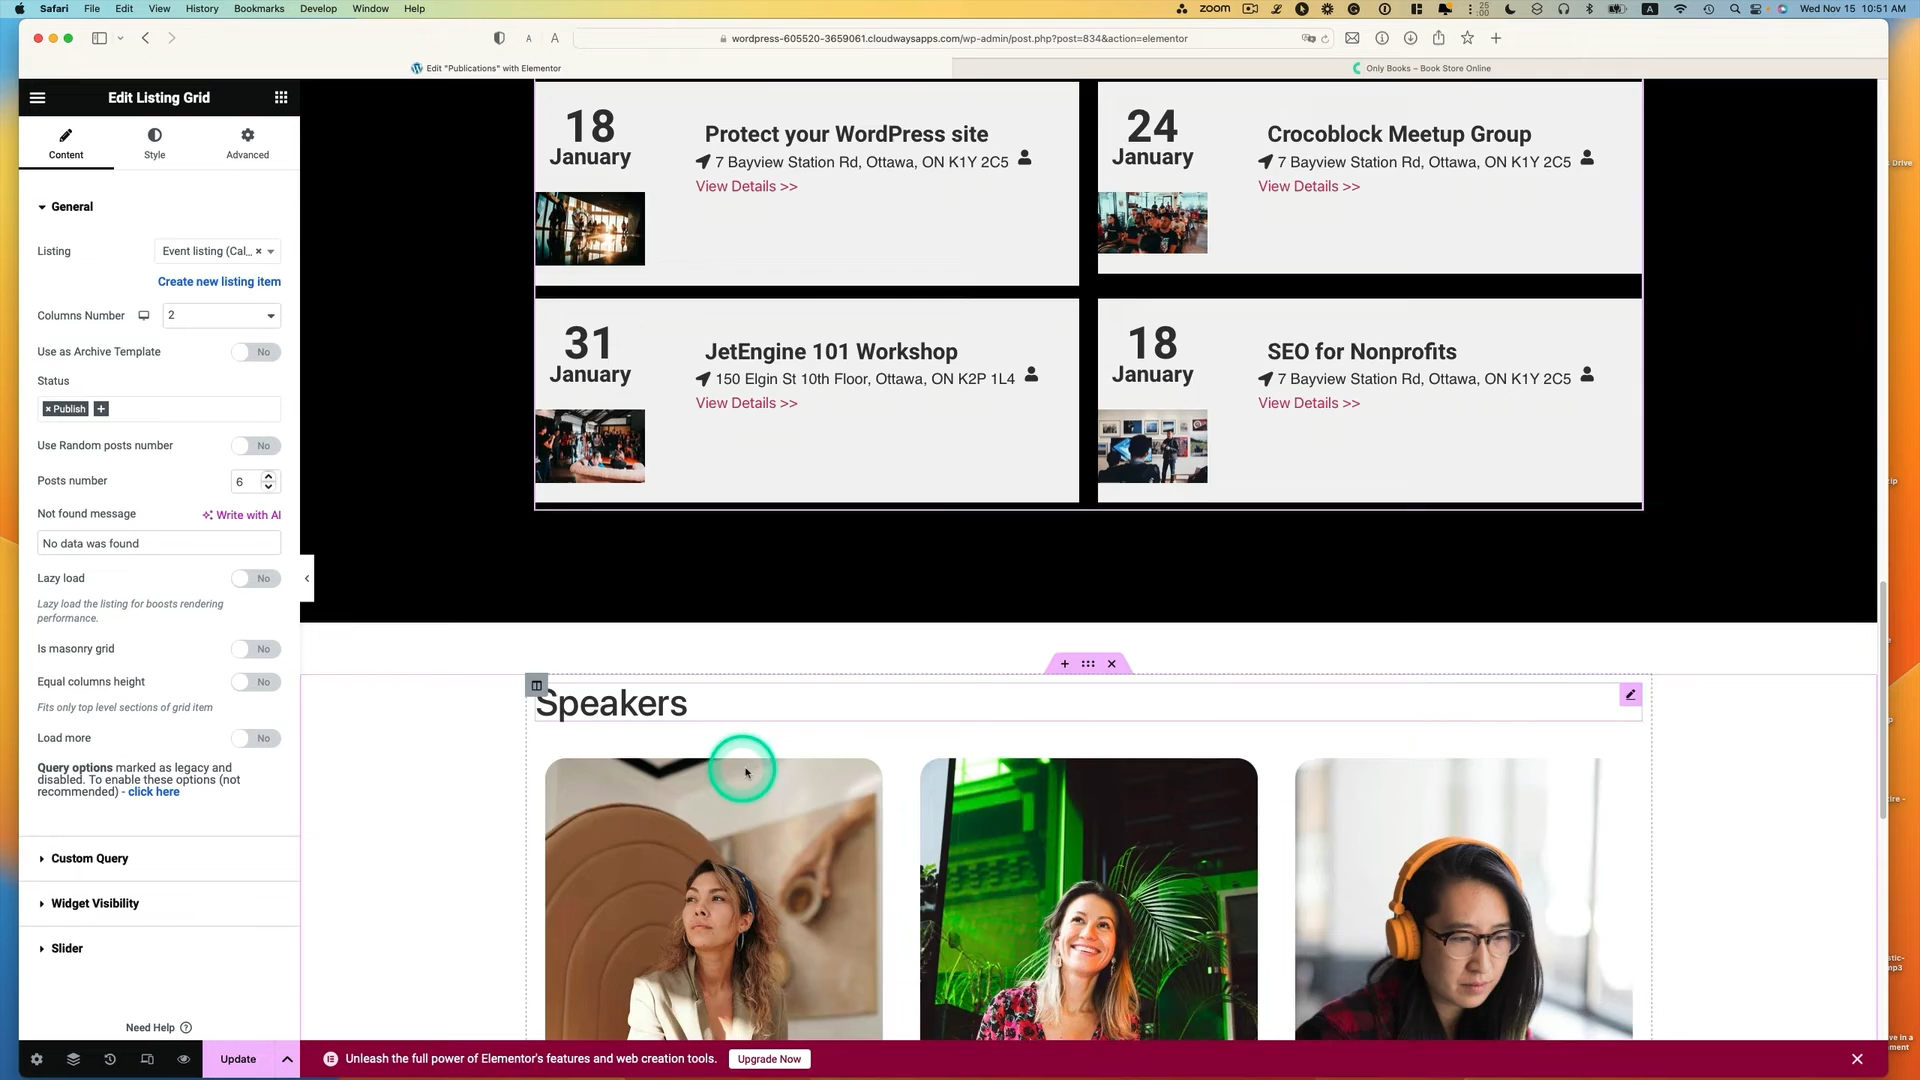 Safari File Edit View History Bookmarks Develop Window Help
zoom 25 :00 A Wed Nov 15 10:51 AM
A A wordpress-605520-3659061.cloudwaysapps.com/wp-admin/post.php?post=834&action=elementor
Edit "Publications" with Elementor Only Books – Book Store Online
Edit Listing Grid
Content Style Advanced
General
Listing Event listing (Cal... × 
Create new listing item
Columns Number 2
Use as Archive Template No
Status
× Publish +
Use Random posts number No
Posts number 6
Not found message Write with AI
No data was found
Lazy load No
Lazy load the listing for boosts rendering
performance.
Is masonry grid No
Equal columns height No
Fits only top level sections of grid item
Load more No
Query options marked as legacy and
disabled. To enable these options (not
recommended) - click here
Custom Query
Widget Visibility
Slider
Need Help
Update
18
January
Protect your WordPress site
7 Bayview Station Rd, Ottawa, ON K1Y 2C5
View Details >>
24
January
Crocoblock Meetup Group
7 Bayview Station Rd, Ottawa, ON K1Y 2C5
View Details >>
31
January
JetEngine 101 Workshop
150 Elgin St 10th Floor, Ottawa, ON K2P 1L4
View Details >>
18
January
SEO for Nonprofits
7 Bayview Station Rd, Ottawa, ON K1Y 2C5
View Details >>
Speakers
Unleash the full power of Elementor's features and web creation tools. Upgrade Now
Drive
zip